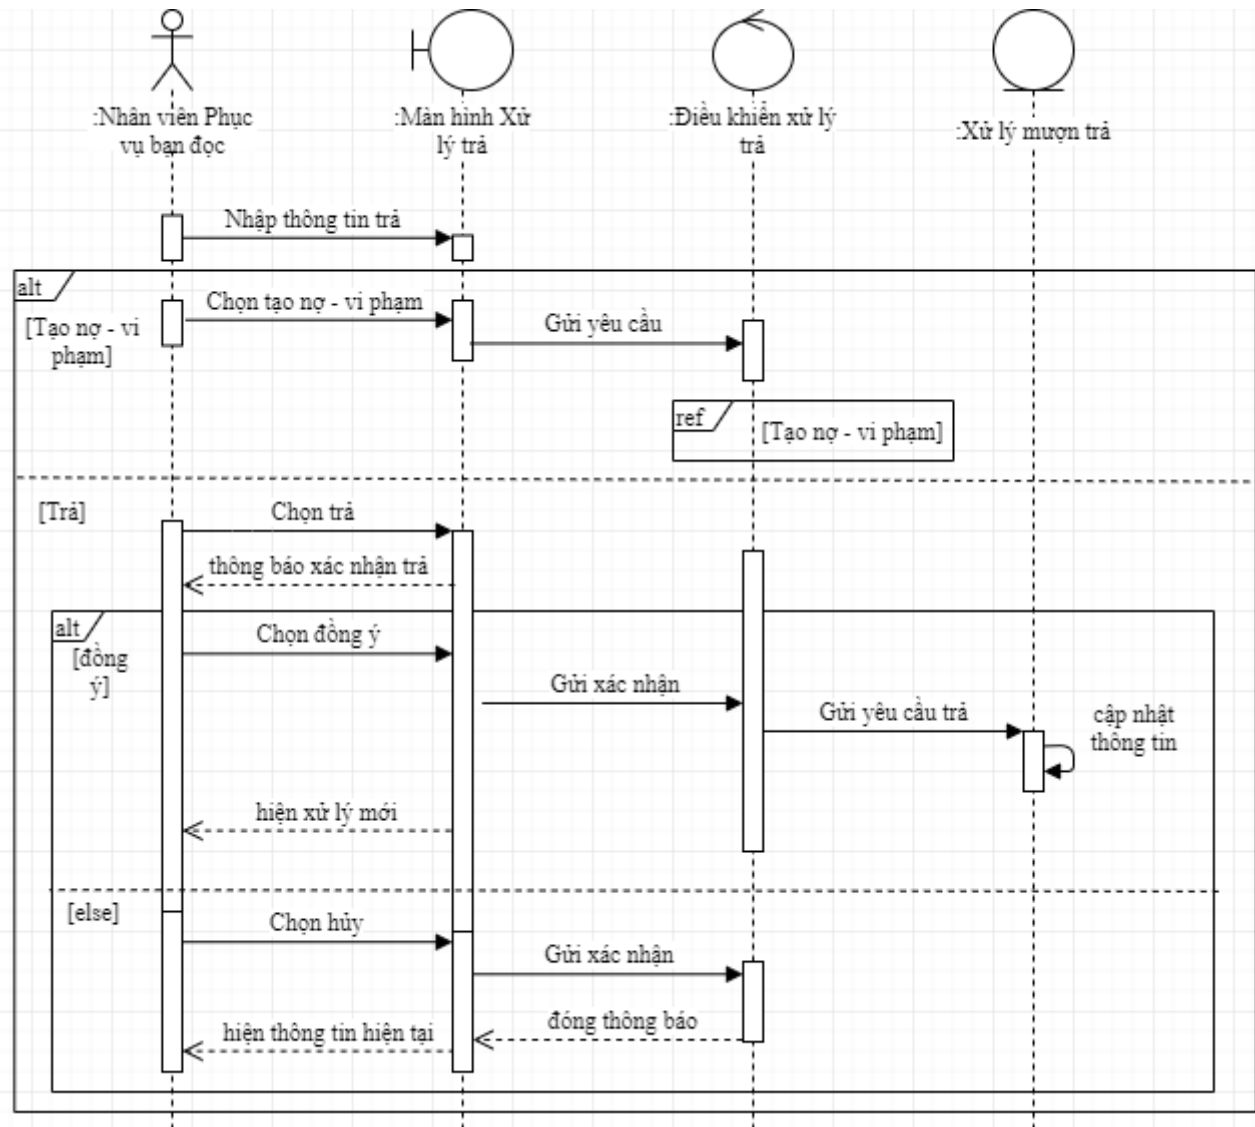 :Nhân viên Phục
vụ bạn đọc
:Màn hình Xử
lý trả
:Điều khiển xử lý
trả
:Xử lý mượn trả
Nhập thông tin trả
alt
[Tạo nợ - vi
phạm]
Chọn tạo nợ - vi phạm
Gửi yêu cầu
ref
[Tạo nợ - vi phạm]
[Trả]
Chọn trả
thông báo xác nhận trả
alt
[đồng
ý]
Chọn đồng ý
Gửi xác nhận
Gửi yêu cầu trả
cập nhật
thông tin
hiện xử lý mới
[else]
Chọn hủy
Gửi xác nhận
đóng thông báo
hiện thông tin hiện tại